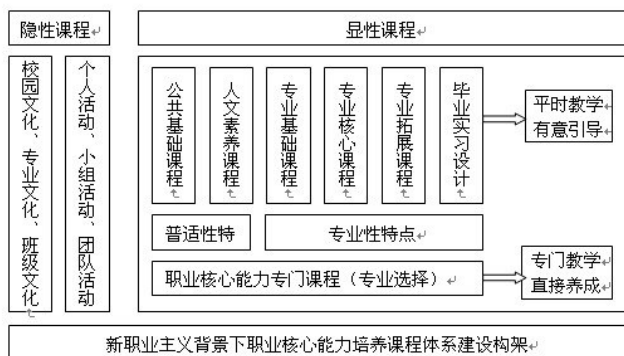 隐性课程
显性课程
校园文化、专业文化、班级文化
个人活动、小组活动、团队活动
公共基础课程
人文素养课程
专业基础课程
专业核心课程
专业拓展课程
毕业实习设计
平时教学
有意引导
普适性特
专业性特点
职业核心能力专门课程（专业选择）
专门教学
直接养成
新职业主义背景下职业核心能力培养课程体系建设构架